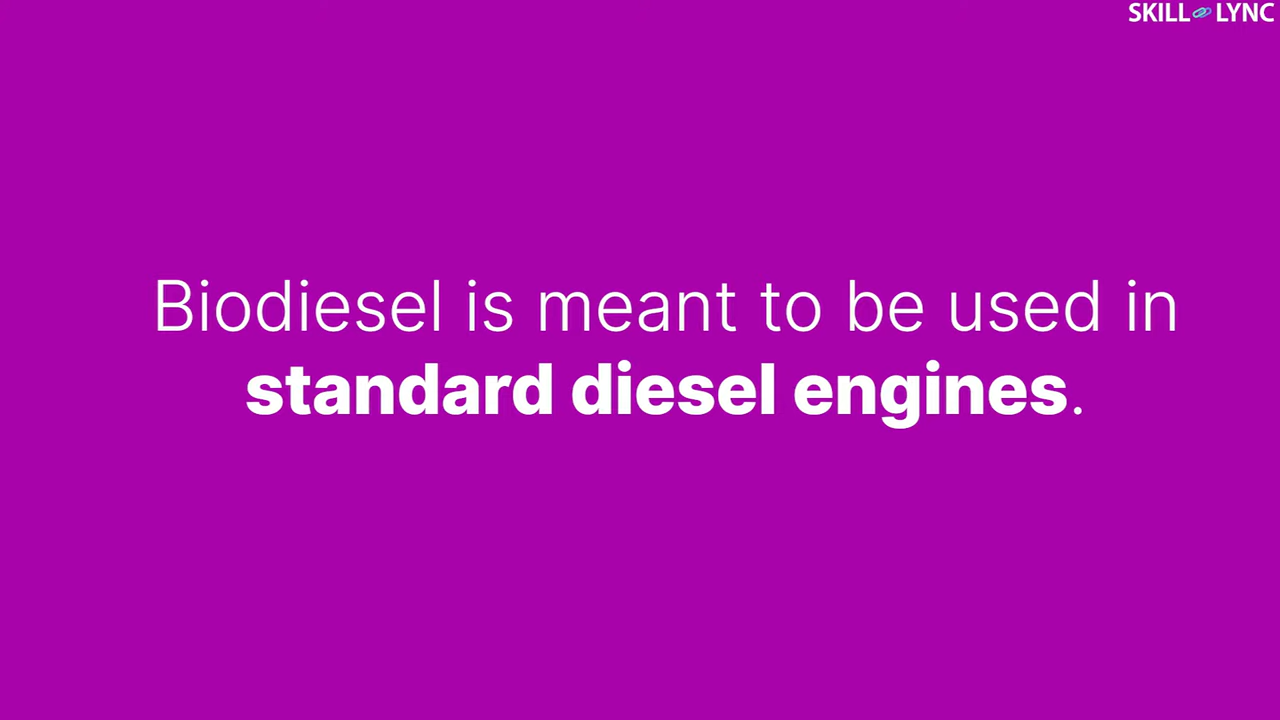 SKILL LYNC
Biodiesel is meant to be used in
standard diesel engines.